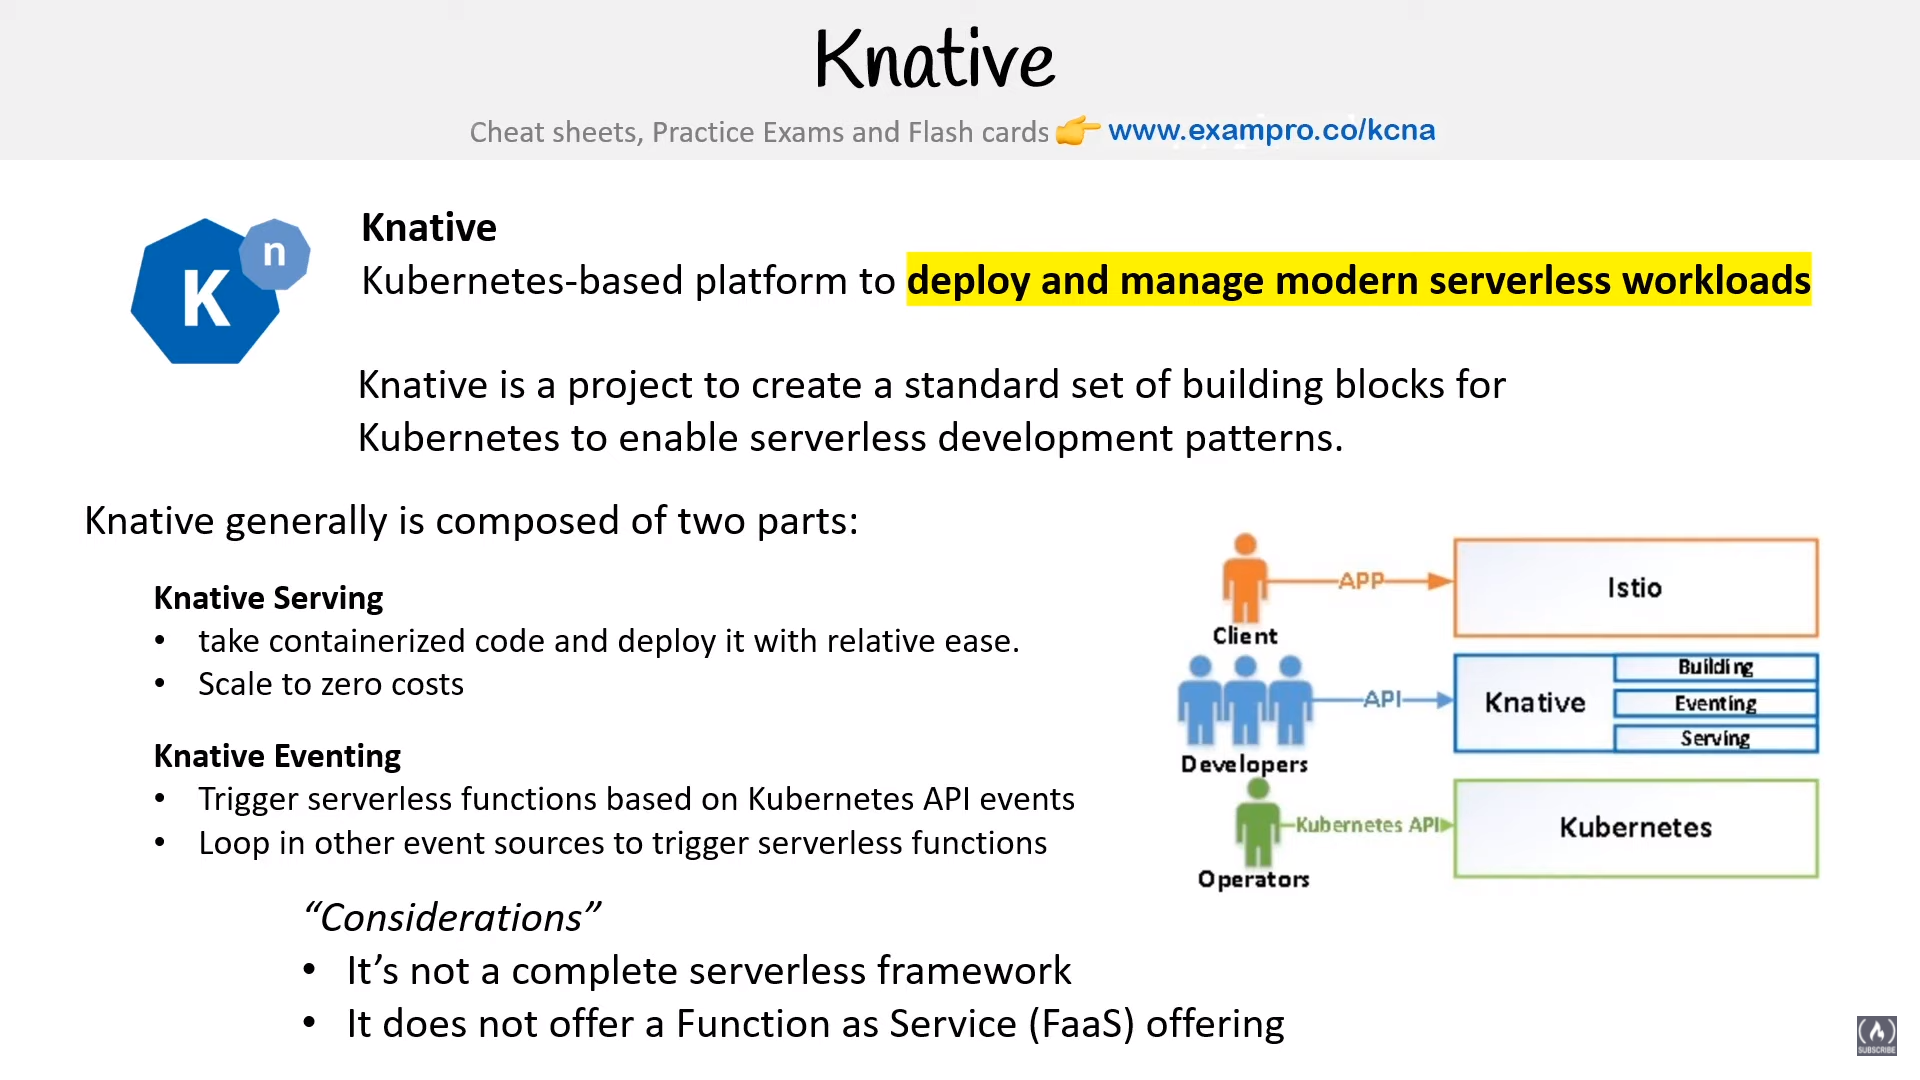 Knative
Cheat sheets, Practice Exams and Flash cards 👉 www.exampro.co/kcna
K n
Knative
Kubernetes-based platform to deploy and manage modern serverless workloads
Knative is a project to create a standard set of building blocks for
Kubernetes to enable serverless development patterns.
Knative generally is composed of two parts:
Knative Serving
• take containerized code and deploy it with relative ease.
• Scale to zero costs
Knative Eventing
• Trigger serverless functions based on Kubernetes API events
• Loop in other event sources to trigger serverless functions
“Considerations”
• It’s not a complete serverless framework
• It does not offer a Function as Service (FaaS) offering
Client
APP
Istio
Developers
API
Knative
Building
Eventing
Serving
Operators
Kubernetes API
Kubernetes
SUBSCRIBE